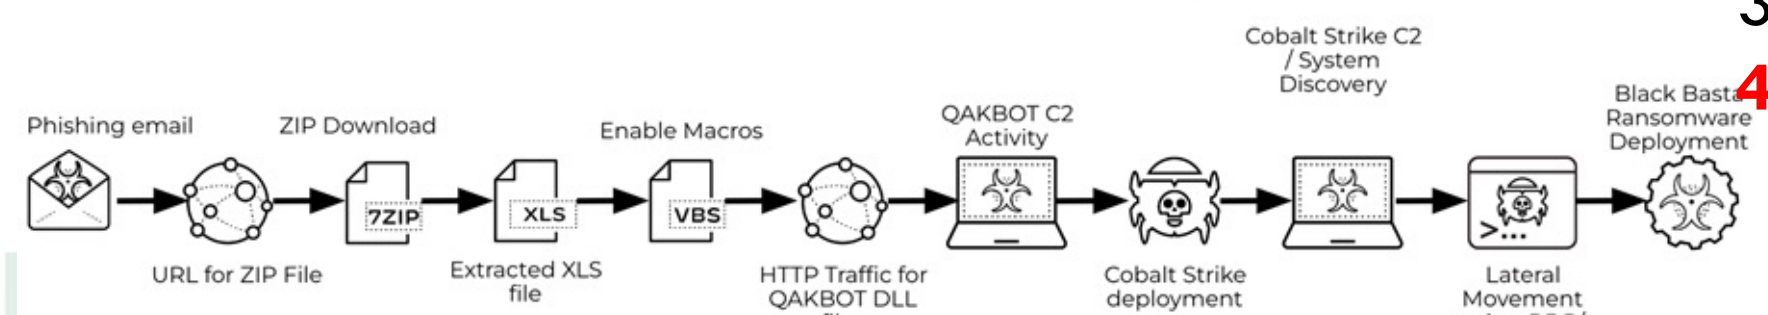 3
4
Phishing email
URL for ZIP File
ZIP Download
7ZIP
XLS
Extracted XLS
file
Enable Macros
VBS
HTTP Traffic for
QAKBOT DLL
QAKBOT C2
Activity
Cobalt Strike
deployment
Cobalt Strike C2
/ System
Discovery
>...
Lateral
Movement
Black Basta
Ransomware
Deployment